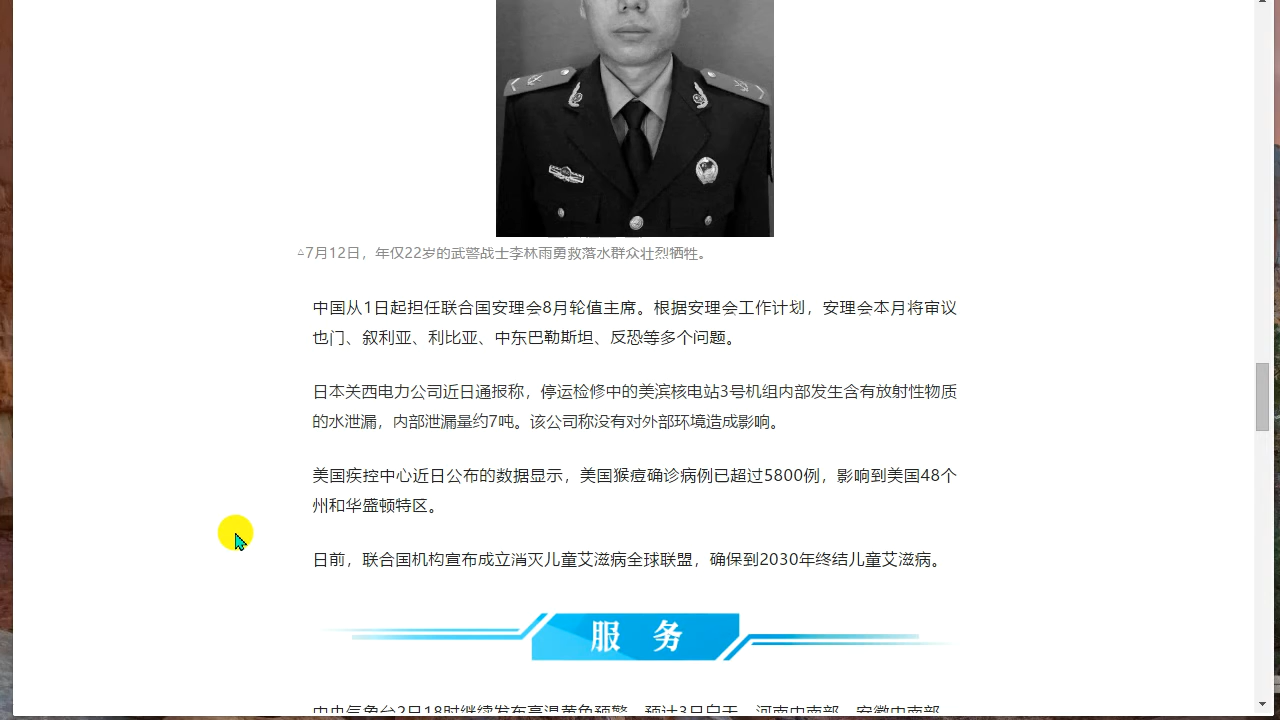 △7月12日，年仅22岁的武警战士李林雨勇救落水群众壮烈牺牲。
中国从1日起担任联合国安理会8月轮值主席。根据安理会工作计划，安理会本月将审议
也门、叙利亚、利比亚、中东巴勒斯坦、反恐等多个问题。
日本关西电力公司近日通报称，停运检修中的美滨核电站3号机组内部发生含有放射性物质
的水泄漏，内部泄漏量约7吨。该公司称没有对外部环境造成影响。
美国疾控中心近日公布的数据显示，美国猴痘确诊病例已超过5800例，影响到美国48个
州和华盛顿特区。
日前，联合国机构宣布成立消灭儿童艾滋病全球联盟，确保到2030年终结儿童艾滋病。
服 务
中央气象台2日18时继续发布高温黄色预警，预计3日白天，河南中南部、安徽中南部、